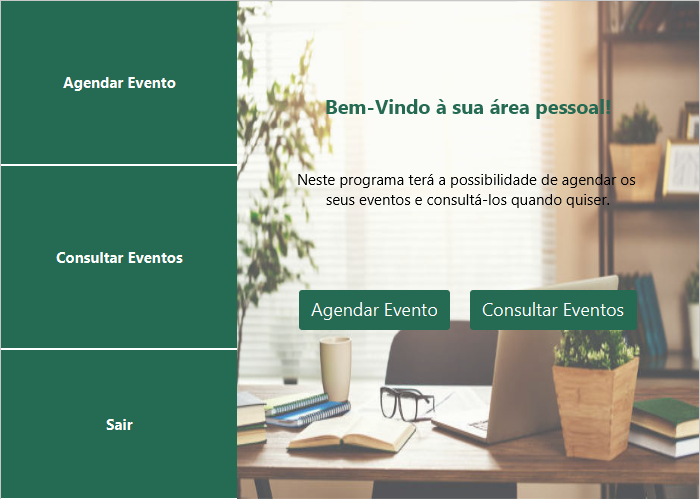 Agendar Evento
Consultar Eventos
Sair
Bem-Vindo à sua área pessoal!
Neste programa terá a possibilidade de agendar os
seus eventos e consultá-los quando quiser.
Agendar Evento
Consultar Eventos